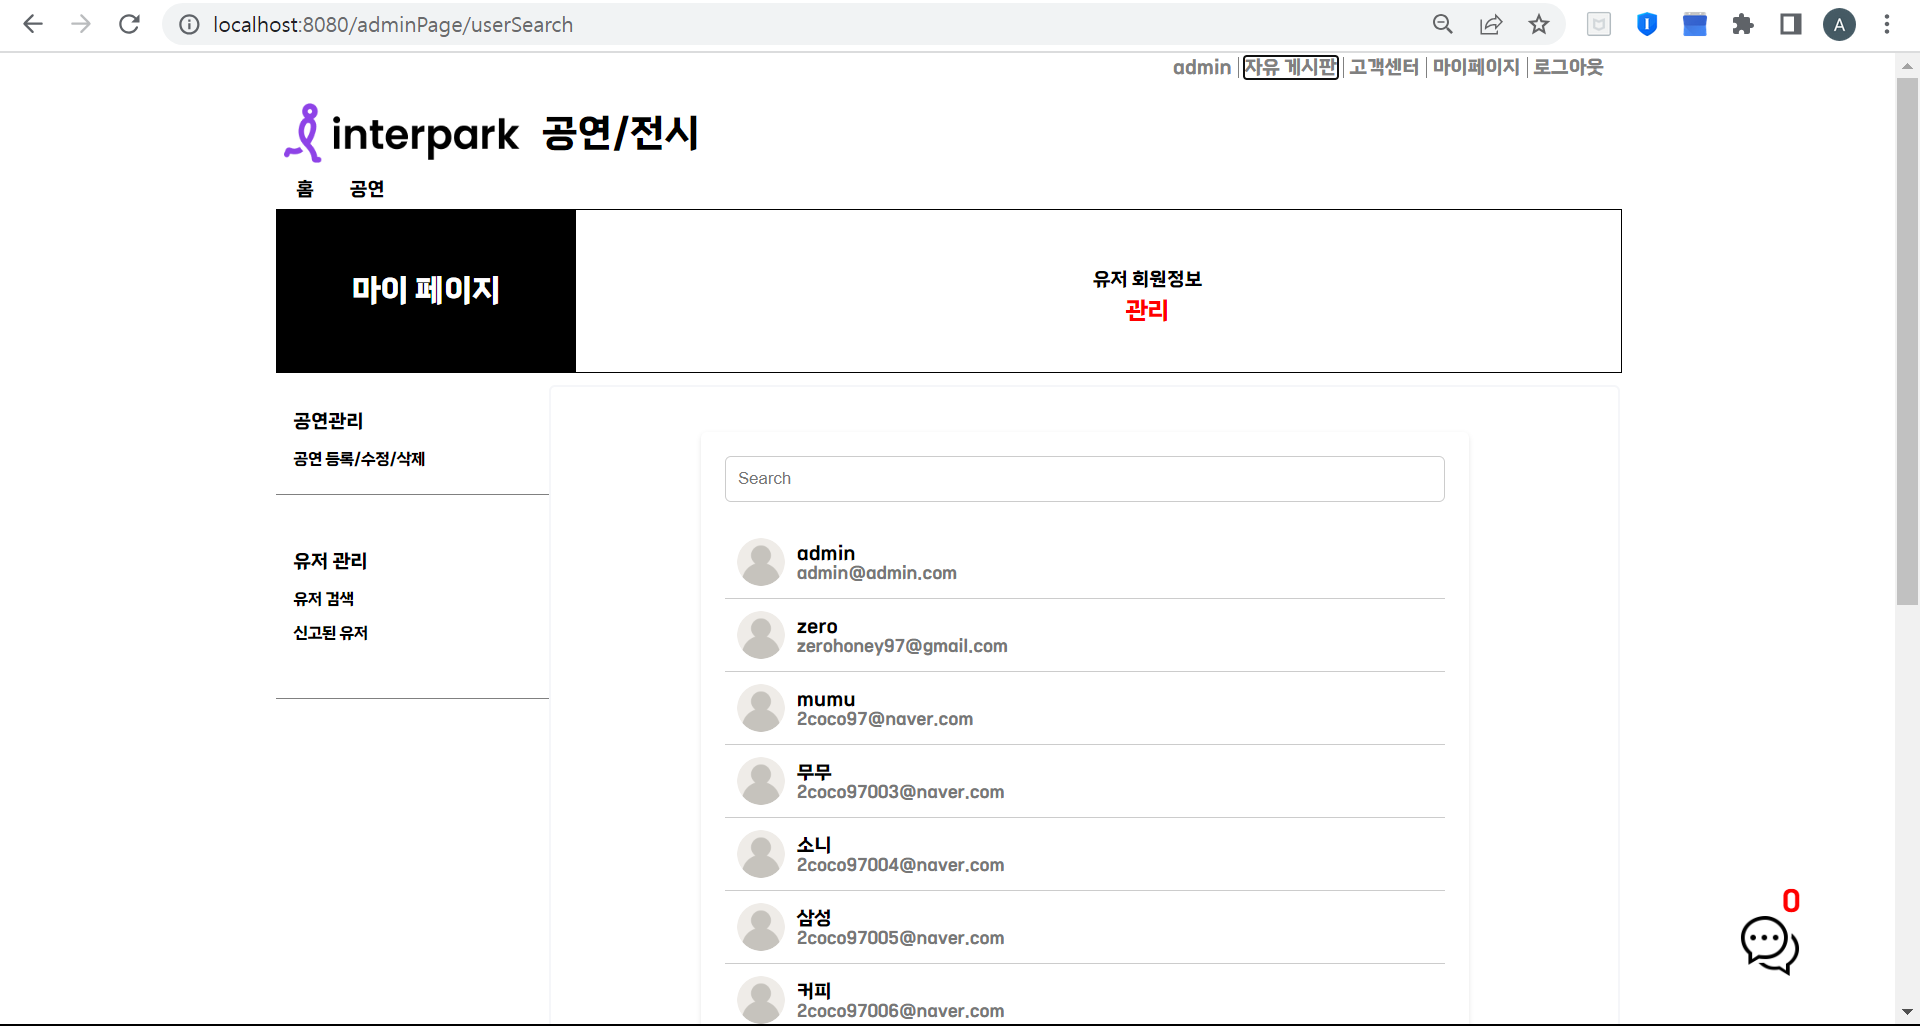 localhost:8080/adminPage/userSearch
A
admin | 자유 게시판 | 고객센터 | 마이페이지 | 로그아웃
interpark 공연/전시
홈 공연
마이 페이지
유저 회원정보
관리
공연관리
공연 등록/수정/삭제
유저 관리
유저 검색
신고된 유저
Search
admin
admin@admin.com
zero
zerohoney97@gmail.com
mumu
2coco97@naver.com
무무
2coco97003@naver.com
소니
2coco97004@naver.com
삼성
2coco97005@naver.com
커피
2coco97006@naver.com
0